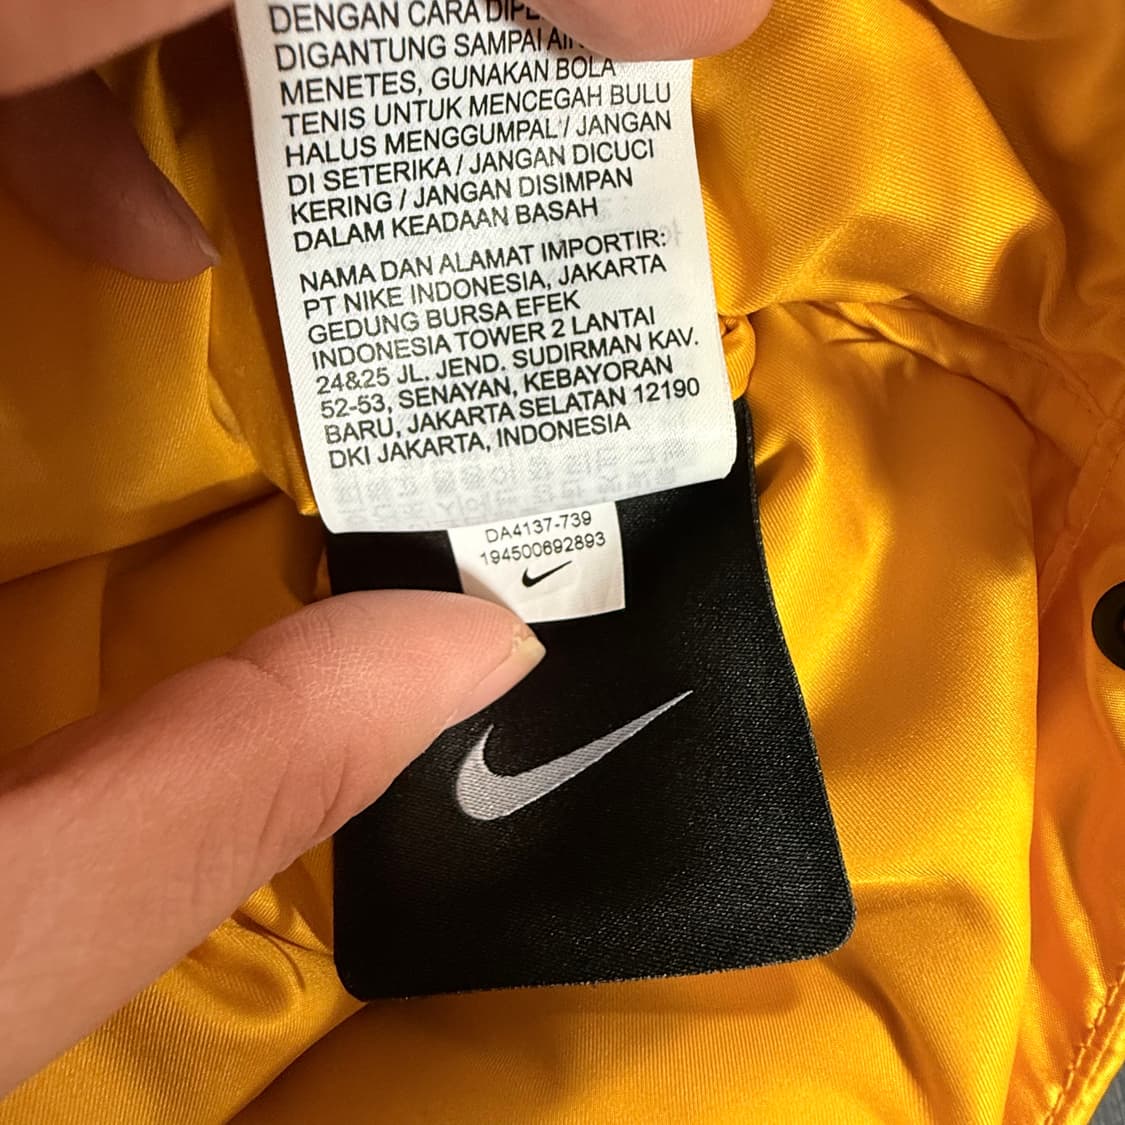 DENGAN CARA
DIGANTUNG SAMPAI
MENETES, GUNAKAN BOLA
TENIS UNTUK MENCEGAH BULU
HALUS MENGGUMPAL / JANGAN
DI SETERIKA / JANGAN DICUCI
KERING / JANGAN DISIMPAN
DALAM KEADAAN BASAH
NAMA DAN ALAMAT IMPORTIR:
PT NIKE INDONESIA, JAKARTA
GEDUNG BURSA EFEK
INDONESIA TOWER 2 LANTAI
24&25 JL. JEND. SUDIRMAN KAV.
52-53, SENAYAN, KEBAYORAN
BARU, JAKARTA SELATAN 12190
DKI JAKARTA, INDONESIA
DA4137-739
194500692893